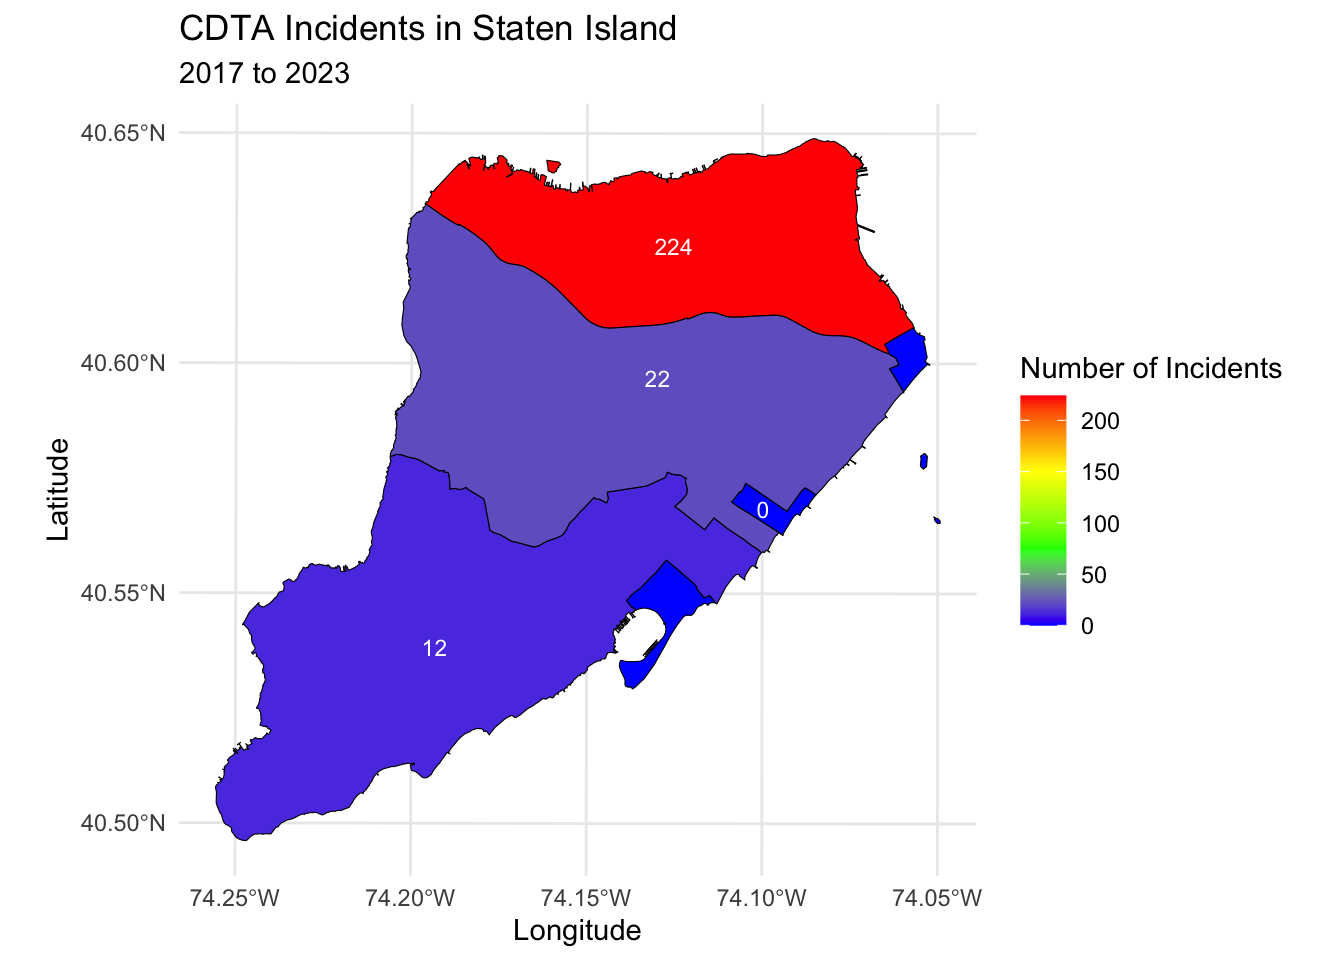 CDTA Incidents in Staten Island
2017 to 2023
40.65°N
40.60°N
40.55°N
40.50°N
Latitude
224
22
0
12
74.25°W
74.20°W
74.15°W
74.10°W
74.05°W
Longitude
Number of Incidents
200
150
100
50
0